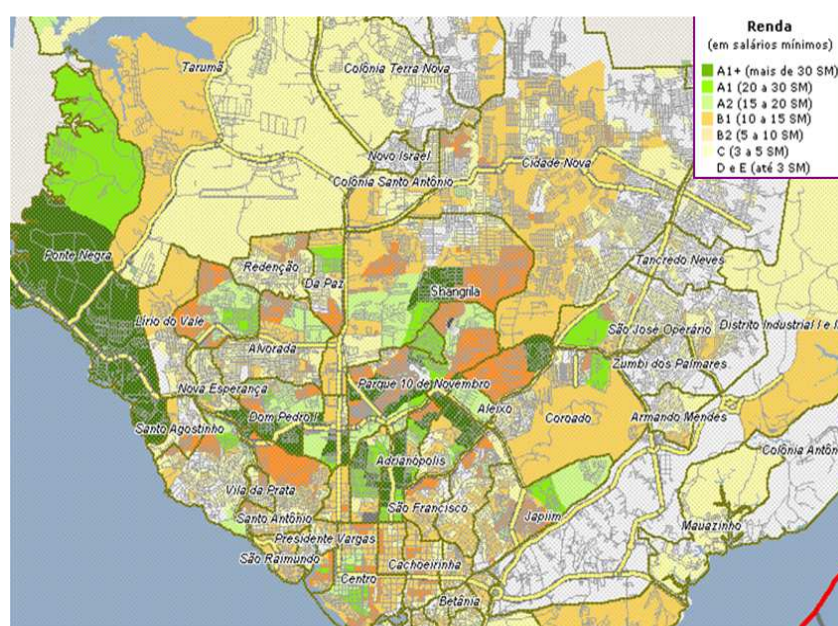 Renda
(em salários mínimos)
A1+ (mais de 30 SM)
A1 (20 a 30 SM)
A2 (15 a 20 SM)
B1 (10 a 15 SM)
B2 (5 a 10 SM)
C (3 a 5 SM)
D e E (até 3 SM)
Tarumã
Colônia Terra Nova
Novo Israel
Cidade Nova
Colônia Santo Antônio
Ponte Negra
Redenção
Da Paz
Tancredo Neves
Shangrila
Lírio do Vale
São José Operário
Distrito Industrial I e
Alvorada
Zumbi dos Palmares
Nova Esperança
Parque 10 de Novembro
Dom Pedro I
Aleixo
Coroado
Armando Mendes
Santo Agostinho
Adrianópolis
Colônia Antôn
Vila da Prata
Santo Antônio
São Francisco
Japiim
Mauazinho
Presidente Vargas
São Raimundo
Cachoeirinha
Centro
Betânia